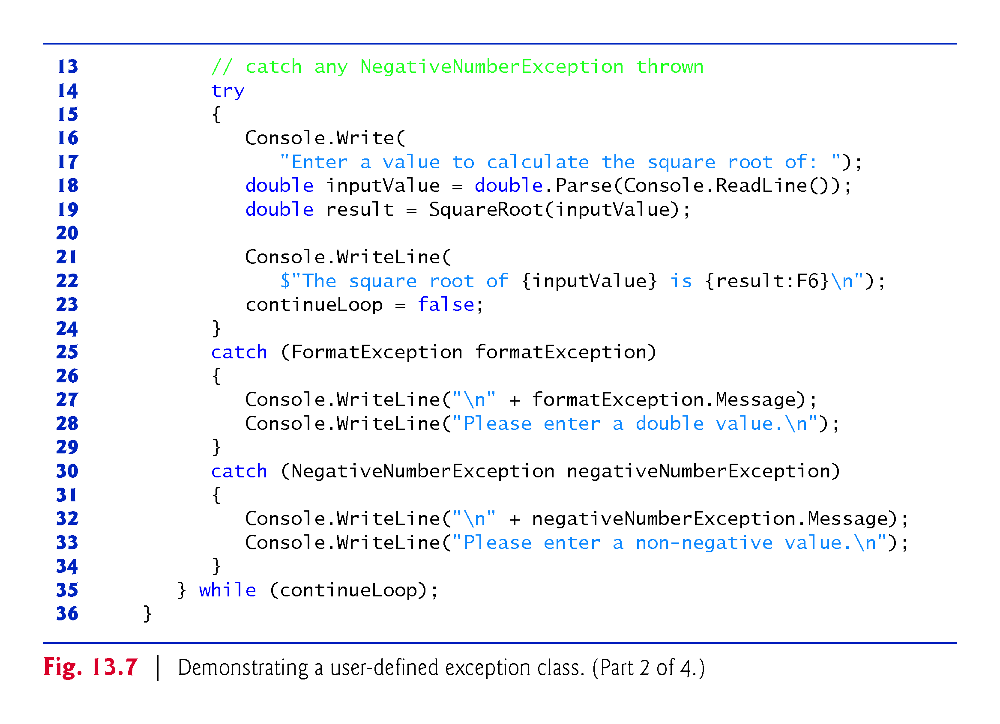 13 // catch any NegativeNumberException thrown
14 try
15 {
16 Console.Write(
17 "Enter a value to calculate the square root of: ");
18 double inputValue = double.Parse(Console.ReadLine());
19 double result = SquareRoot(inputValue);
20
21 Console.WriteLine(
22 $"The square root of {inputValue} is {result:F6}\n");
23 continueLoop = false;
24 }
25 catch (FormatException formatException)
26 {
27 Console.WriteLine("\n" + formatException.Message);
28 Console.WriteLine("Please enter a double value.\n");
29 }
30 catch (NegativeNumberException negativeNumberException)
31 {
32 Console.WriteLine("\n" + negativeNumberException.Message);
33 Console.WriteLine("Please enter a non-negative value.\n");
34 }
35 } while (continueLoop);
36 }
Fig. 13.7 | Demonstrating a user-defined exception class. (Part 2 of 4.)